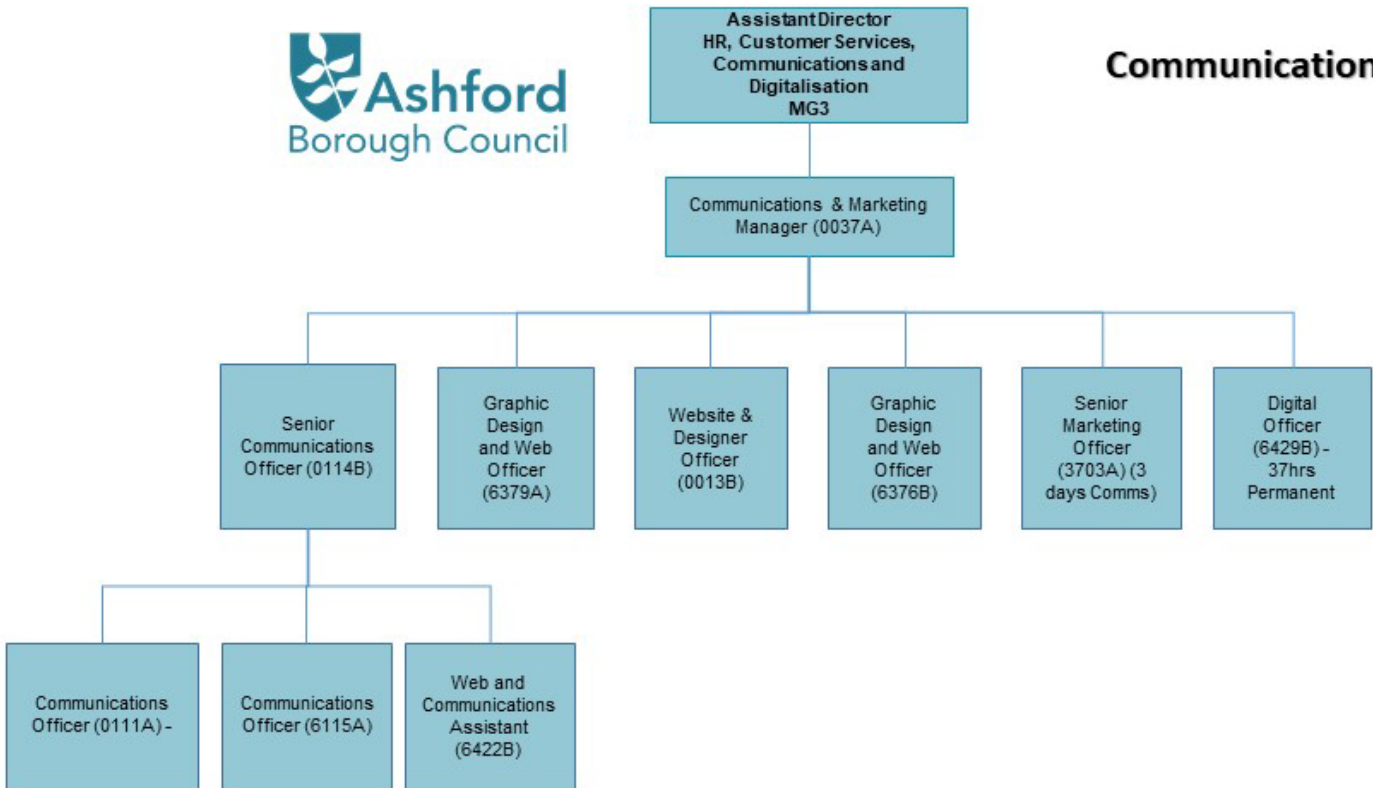 Ashford
Borough Council
Assistant Director
HR, Customer Services,
Communications and
Digitalisation
MG3
Communication
Communications & Marketing
Manager (0037A)
Senior
Communications
Officer (0114B)
Graphic
Design
and Web
Officer
(6379A)
Website &
Designer
Officer
(0013B)
Graphic
Design
and Web
Officer
(6376B)
Senior
Marketing
Officer
(3703A) (3
days Comms)
Digital
Officer
(6429B) -
37hrs
Permanent
Communications
Officer (0111A) -
Communications
Officer (6115A)
Web and
Communications
Assistant
(6422B)